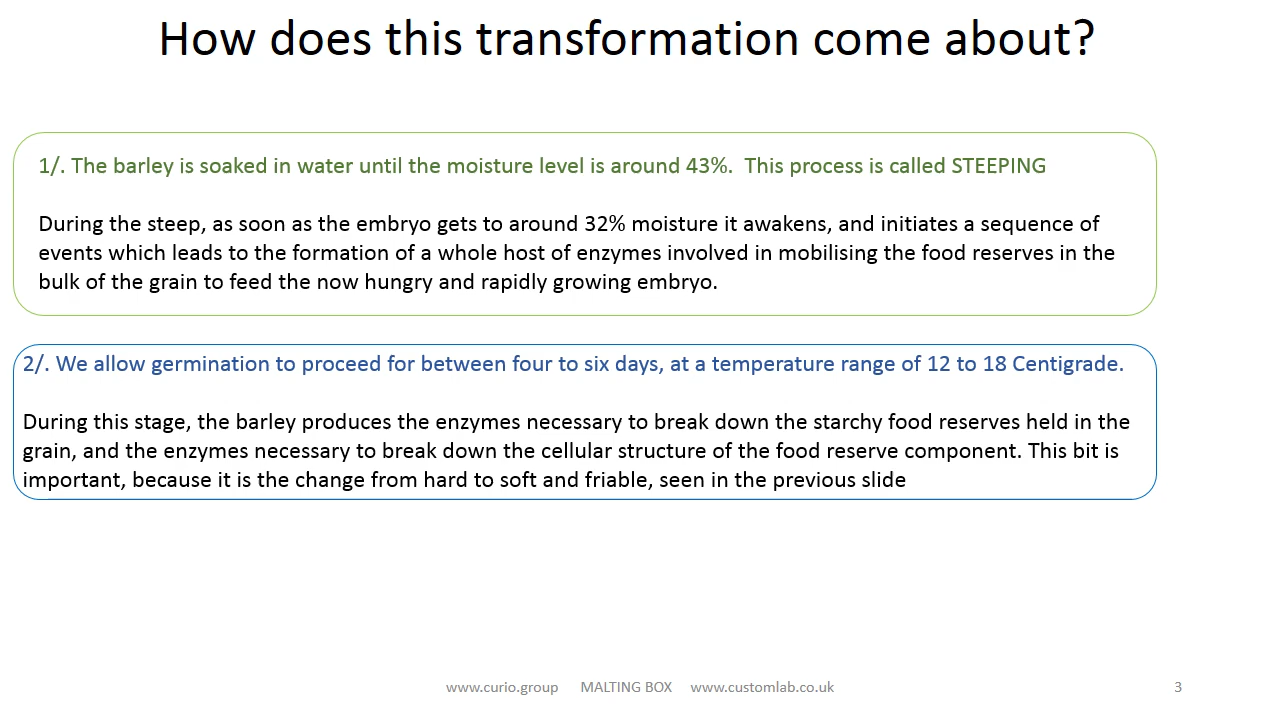 How does this transformation come about?
1/. The barley is soaked in water until the moisture level is around 43%.  This process is called STEEPING
During the steep, as soon as the embryo gets to around 32% moisture it awakens, and initiates a sequence of
events which leads to the formation of a whole host of enzymes involved in mobilising the food reserves in the
bulk of the grain to feed the now hungry and rapidly growing embryo.
2/. We allow germination to proceed for between four to six days, at a temperature range of 12 to 18 Centigrade.
During this stage, the barley produces the enzymes necessary to break down the starchy food reserves held in the
grain, and the enzymes necessary to break down the cellular structure of the food reserve component. This bit is
important, because it is the change from hard to soft and friable, seen in the previous slide
www.curio.group MALTING BOX www.customlab.co.uk 3